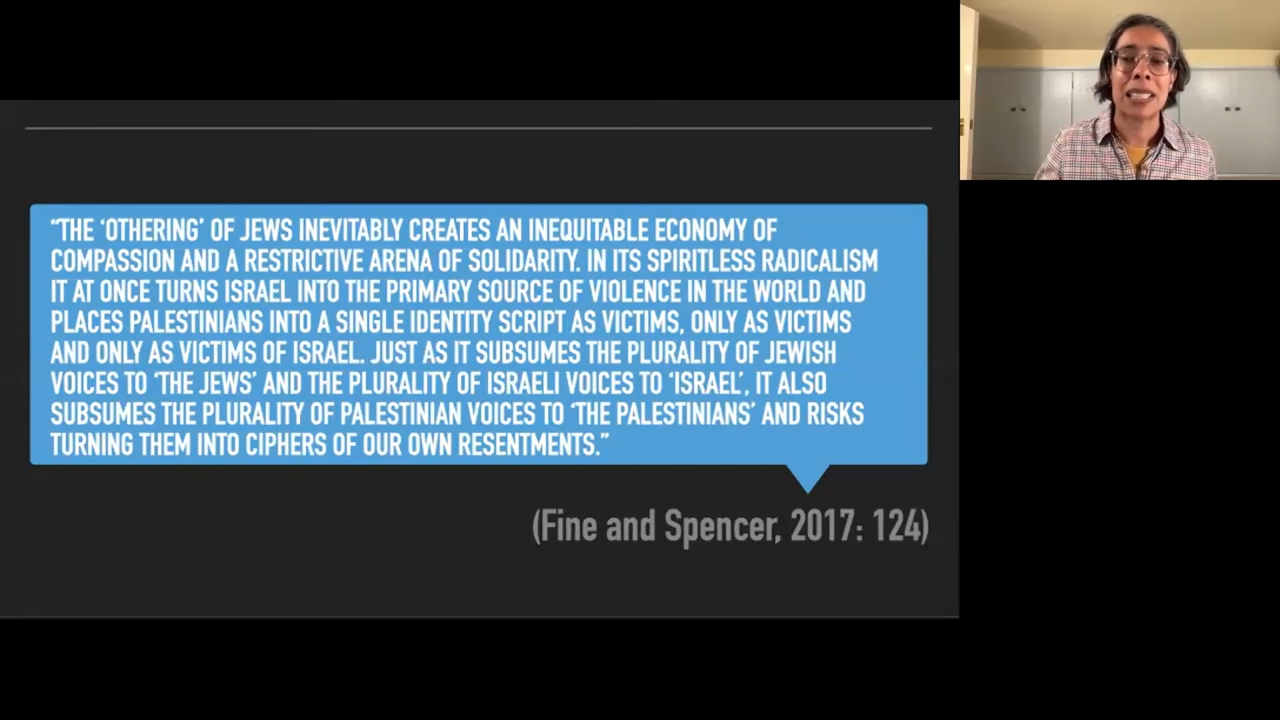 “THE ‘OTHERING’ OF JEWS INEVITABLY CREATES AN INEQUITABLE ECONOMY OF
COMPASSION AND A RESTRICTIVE ARENA OF SOLIDARITY. IN ITS SPIRITLESS RADICALISM
IT AT ONCE TURNS ISRAEL INTO THE PRIMARY SOURCE OF VIOLENCE IN THE WORLD AND
PLACES PALESTINIANS INTO A SINGLE IDENTITY SCRIPT AS VICTIMS, ONLY AS VICTIMS
AND ONLY AS VICTIMS OF ISRAEL. JUST AS IT SUBSUMES THE PLURALITY OF JEWISH
VOICES TO ‘THE JEWS’ AND THE PLURALITY OF ISRAELI VOICES TO ‘ISRAEL’, IT ALSO
SUBSUMES THE PLURALITY OF PALESTINIAN VOICES TO ‘THE PALESTINIANS’ AND RISKS
TURNING THEM INTO CIPHERS OF OUR OWN RESENTMENTS.”
(Fine and Spencer, 2017: 124)